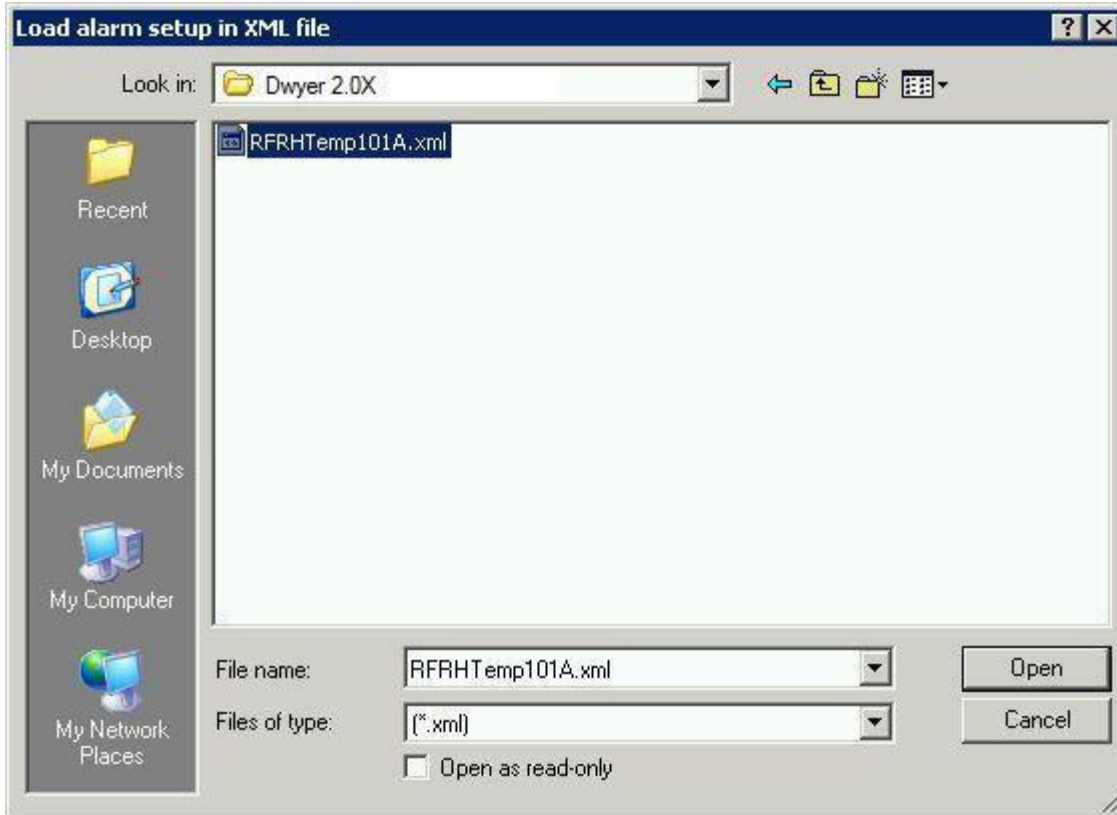 Load alarm setup in XML file
Look in: Dwyer 2.0X
RFRHTemp101A.xml
Recent
Desktop
My Documents
My Computer
My Network
Places
File name: RFRHTemp101A.xml
Open
Files of type: (*.xml)
Cancel
Open as read-only